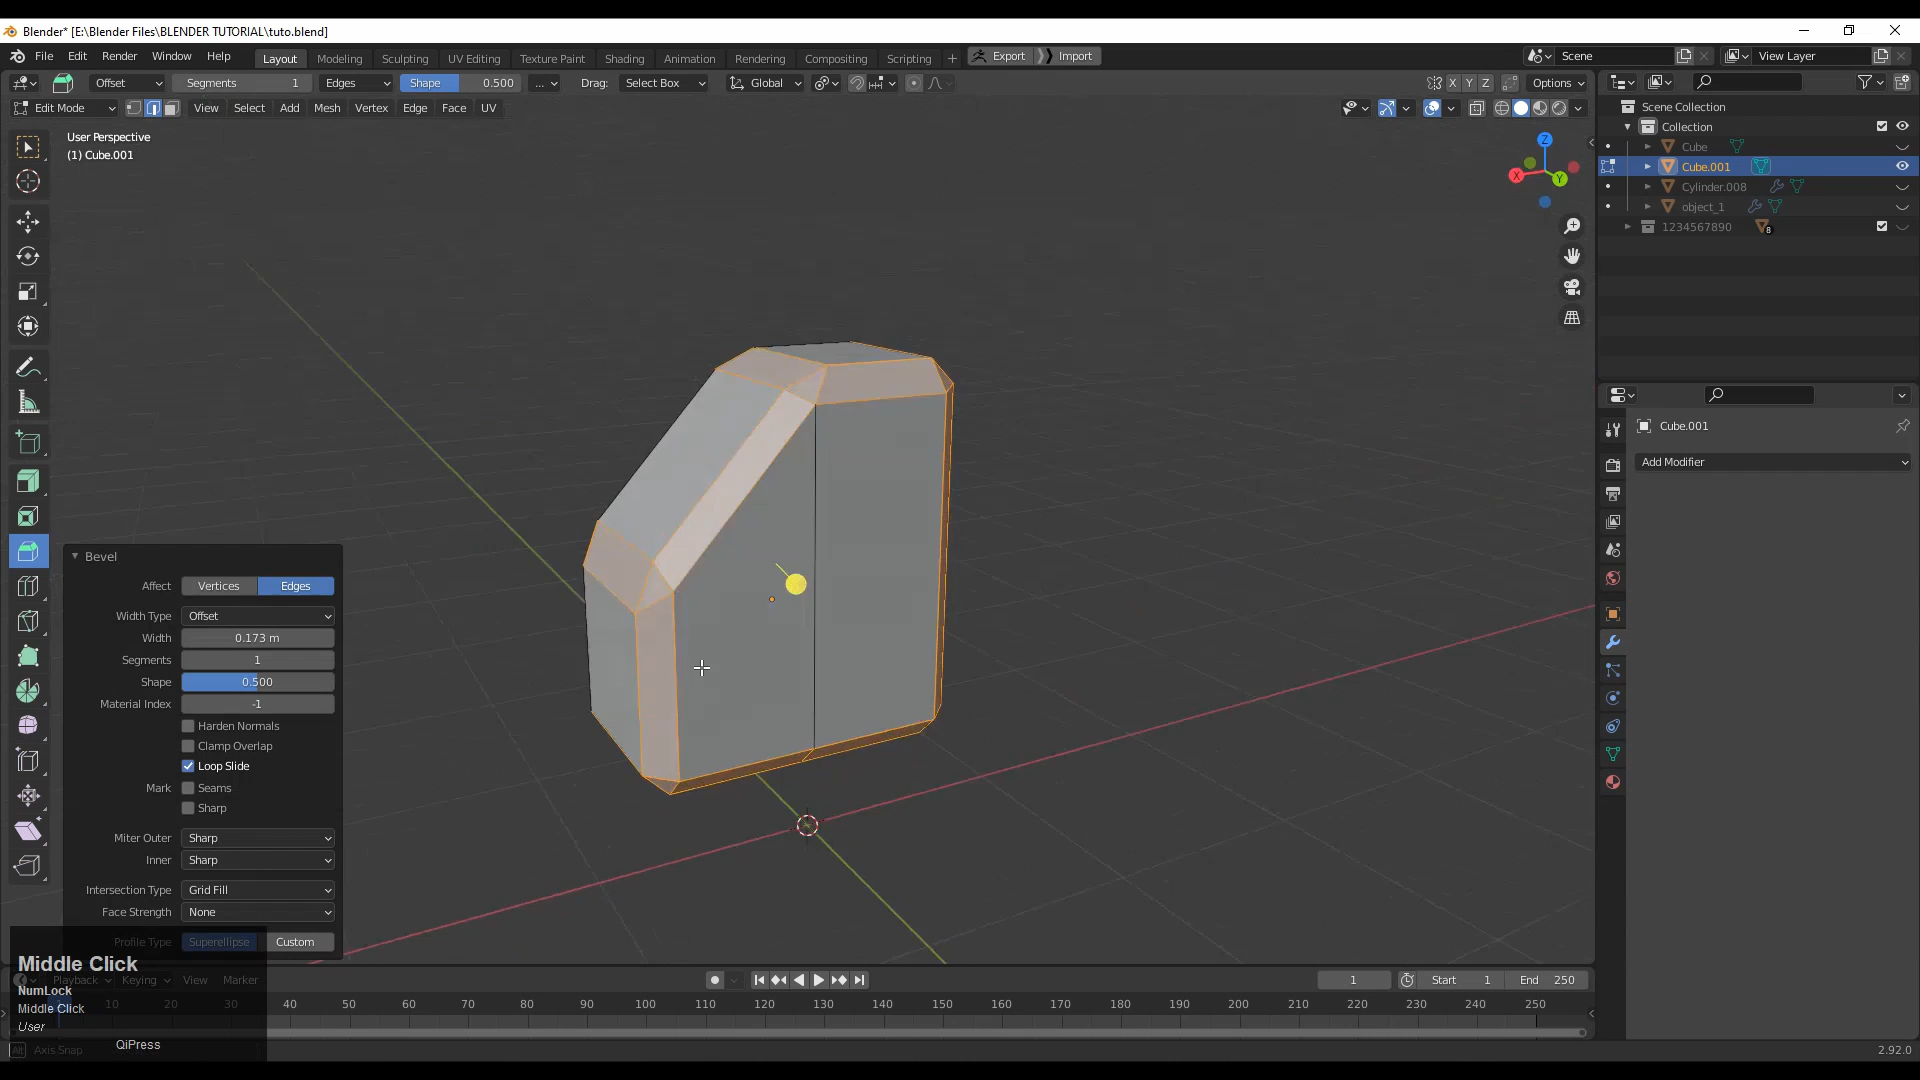 Blender* [E:\Blender Files\BLENDER TUTORIAL\tuto.blend]
File Edit Render Window Help Layout Modeling Sculpting UV Editing Texture Paint Shading Animation Rendering Compositing Scripting + Export Import Scene View Layer
Offset Segments 1 Edges Shape 0.500 ... Drag: Select Box Global X Y Z Options
Edit Mode View Select Add Mesh Vertex Edge Face UV
User Perspective
(1) Cube.001
Z
X
Y
Scene Collection
Collection
Cube
Cube.001
Cylinder.008
object_1
1234567890 8
Cube.001
Add Modifier
Bevel
Affect Vertices Edges
Width Type Offset
Width 0.173 m
Segments 1
Shape 0.500
Material Index -1
Harden Normals
Clamp Overlap
Loop Slide
Mark Seams
Sharp
Miter Outer Sharp
Inner Sharp
Intersection Type Grid Fill
Face Strength None
Profile Type Superellipse Custom
Middle Click
NumLock
Middle Click
User
QiPress
Playback Keying View Marker 1 Start 1 End 250
1 10 20 30 40 50 60 70 80 90 100 110 120 130 140 150 160 170 180 190 200 210 220 230 240 250
Alt Axis Snap
2.92.0